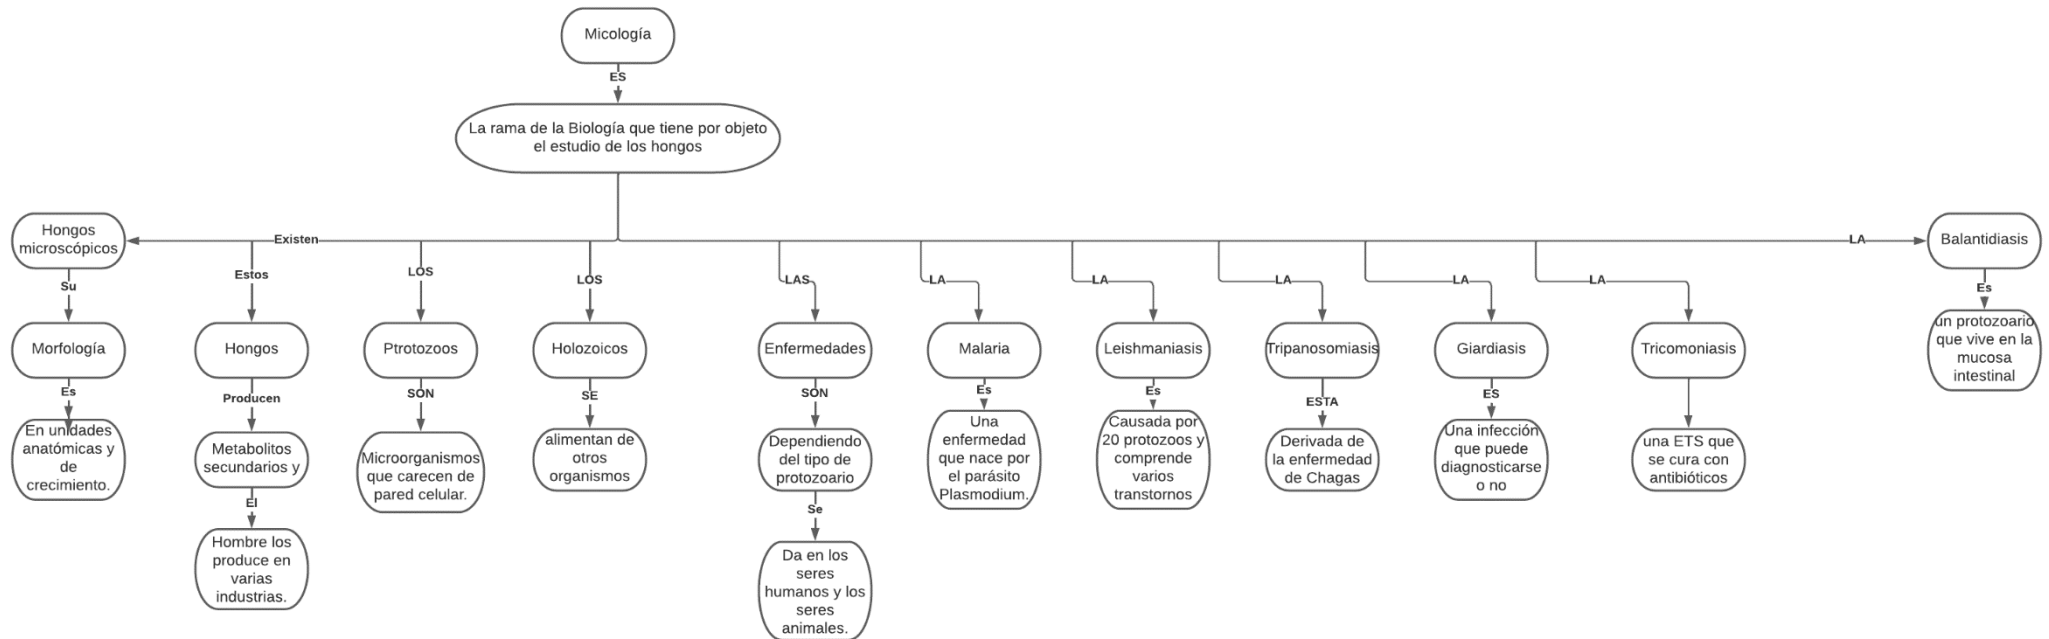 Micología
ES
La rama de la Biología que tiene por objeto
el estudio de los hongos
Existen
Hongos
microscópicos
Su
Morfología
Es
En unidades
anatómicas y
de
crecimiento.
Estos
Hongos
Producen
Metabolitos
secundarios y
El
Hombre los
produce en
varias
industrias.
LOS
Ptrotozoos
SON
Microorganismos
que carecen de
pared celular.
LOS
Holozoicos
SE
alimentan de
otros
organismos
LAS
Enfermedades
SON
Dependiendo
del tipo de
protozoario
Se
Da en los
seres
humanos y los
seres
animales.
LA
Malaria
Es
Una
enfermedad
que nace por
el parásito
Plasmodium.
LA
Leishmaniasis
Es
Causada por
20 protozoos y
comprende
varios
transtornos
LA
Tripanosomiasis
ESTA
Derivada de
la enfermedad
de Chagas
LA
Giardiasis
ES
Una infección
que puede
diagnosticarse
o no
LA
Tricomoniasis
una ETS que
se cura con
antibióticos
LA
Balantidiasis
Es
un protozoario
que vive en la
mucosa
intestinal